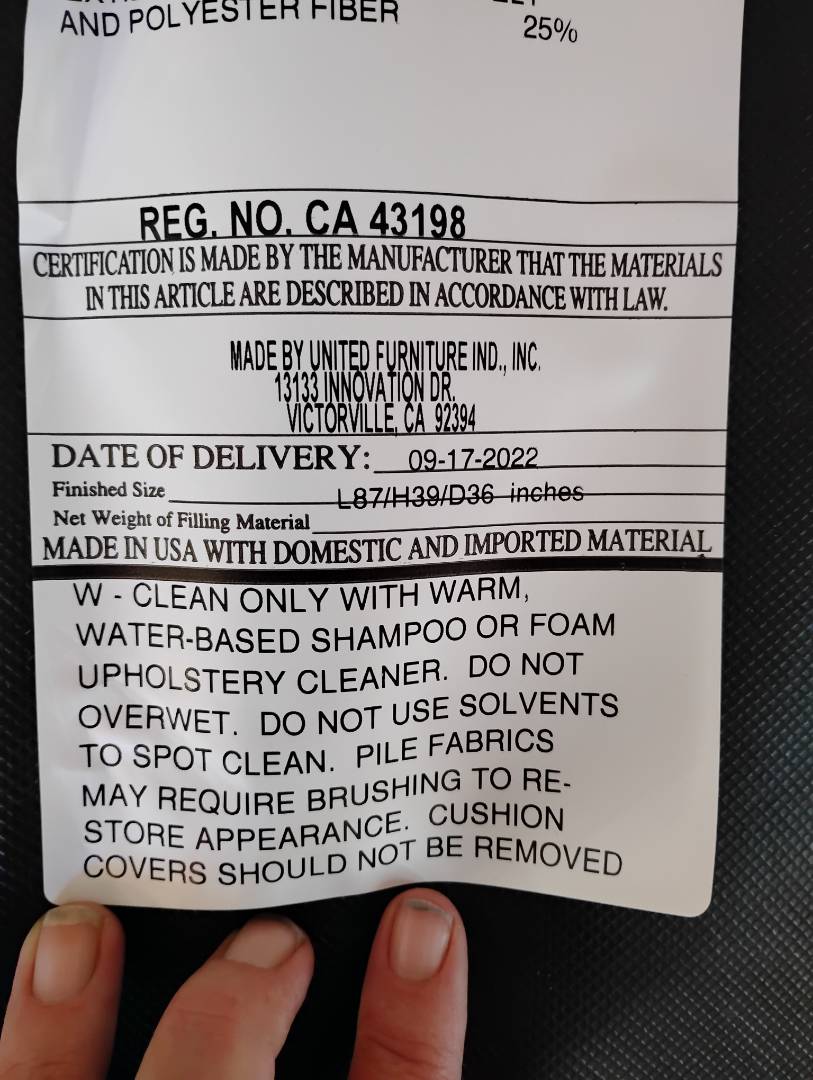 AND POLYESTER FIBER 25%
REG. NO. CA 43198
CERTIFICATION IS MADE BY THE MANUFACTURER THAT THE MATERIALS
IN THIS ARTICLE ARE DESCRIBED IN ACCORDANCE WITH LAW.
MADE BY UNITED FURNITURE IND., INC.
13133 INNOVATION DR.
VICTORVILLE, CA 92394
DATE OF DELIVERY: 09-17-2022
Finished Size L87/H39/D36 inches
Net Weight of Filling Material
MADE IN USA WITH DOMESTIC AND IMPORTED MATERIAL
W - CLEAN ONLY WITH WARM,
WATER-BASED SHAMPOO OR FOAM
UPHOLSTERY CLEANER. DO NOT
OVERWET. DO NOT USE SOLVENTS
TO SPOT CLEAN. PILE FABRICS
MAY REQUIRE BRUSHING TO RE-
STORE APPEARANCE. CUSHION
COVERS SHOULD NOT BE REMOVED